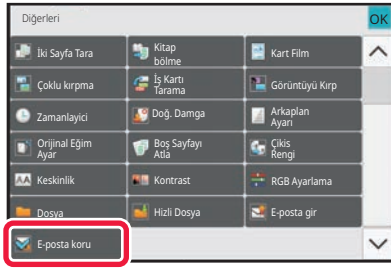 Diğerleri
OK
İki Sayfa Tara
Kitap
bölme
Kart Film
Çoklu kırpma
İş Kartı
Tarama
Görüntüyü Kırp
Zamanlayici
Doğ. Damga
Arkaplan
Ayarı
Orijinal Eğim
Ayar
Boş Sayfayı
Atla
Çikis
Rengi
AA
Keskinlik
Kontrast
RGB Ayarlama
Dosya
Hizli Dosya
E-posta gir
E-posta koru